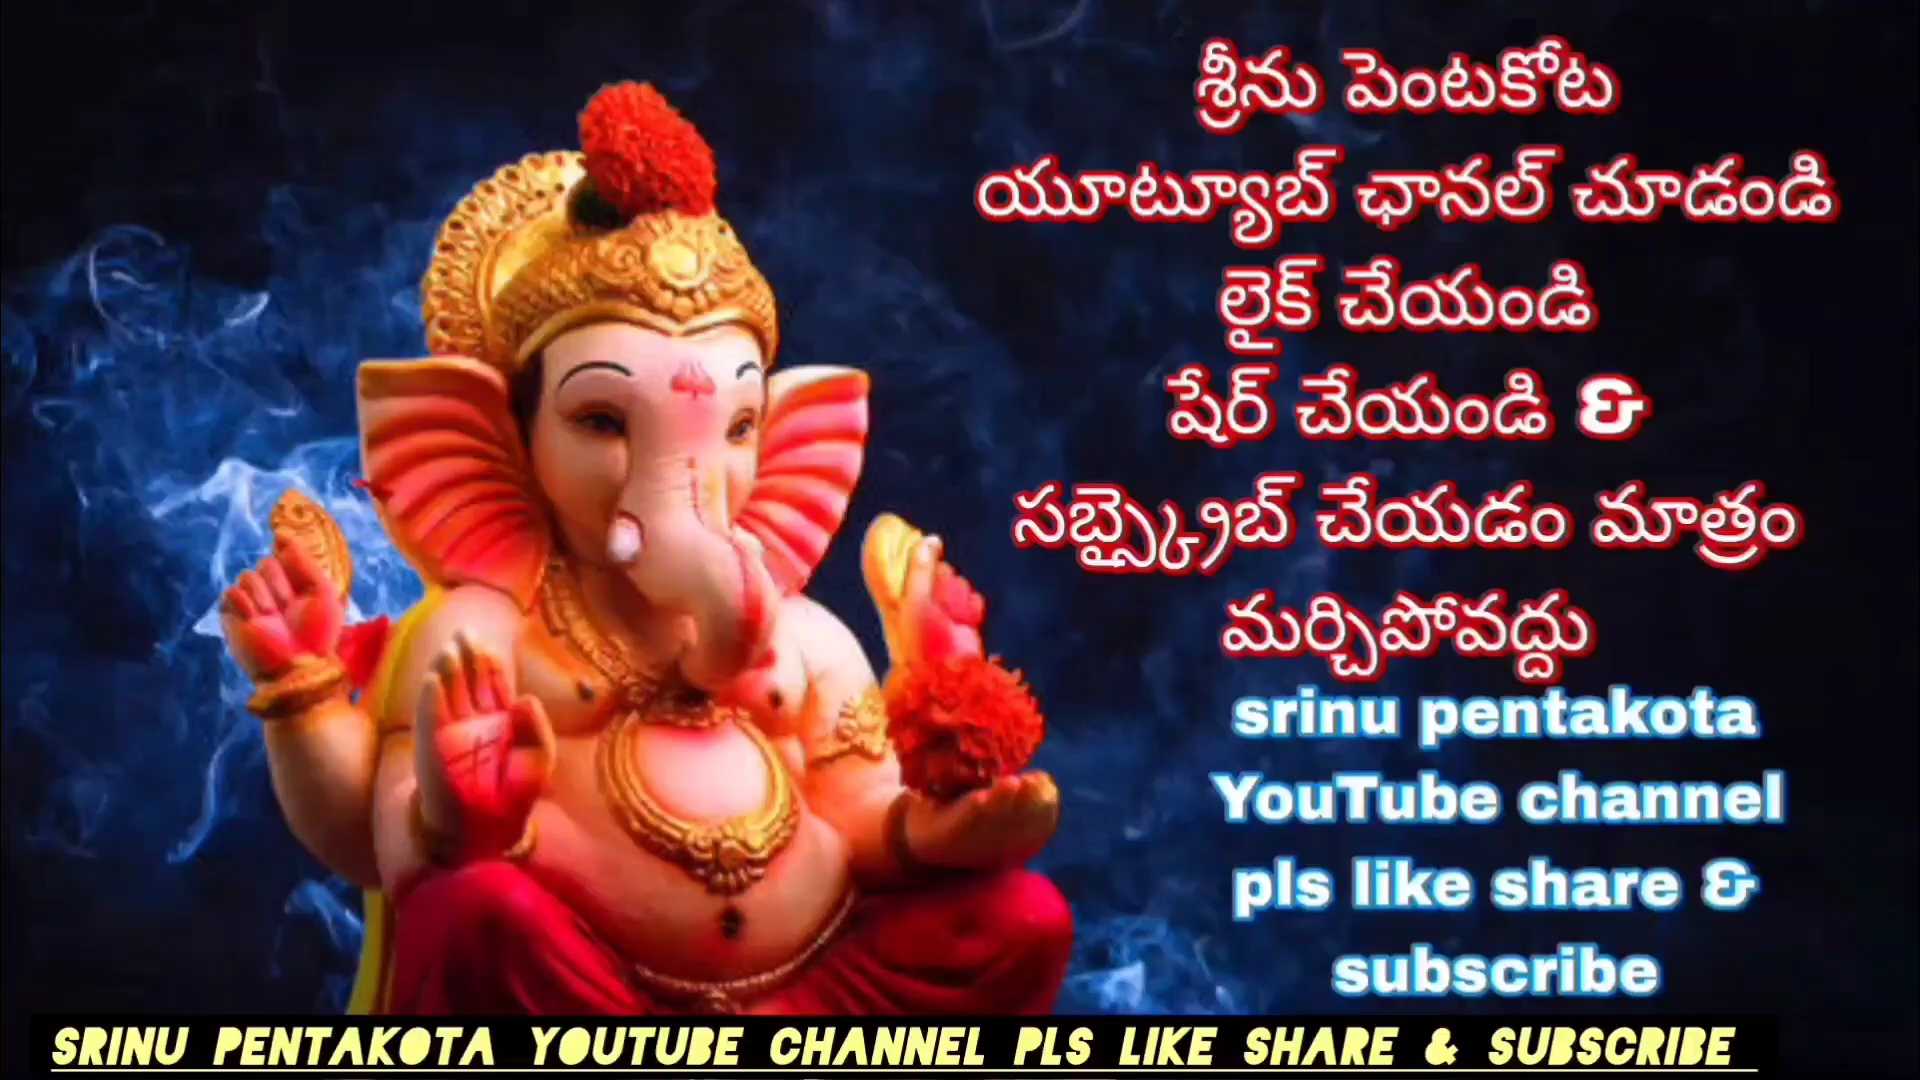 శ్రీను పెంటకోట
యూట్యూబ్ ఛానల్ చూడండి
లైక్ చేయండి
షేర్ చేయండి &
సబ్స్క్రైబ్ చేయడం మాత్రం
మర్చిపోవద్దు
srinu pentakota
YouTube channel
pls like share &
subscribe
SRINU PENTAKOTA YOUTUBE CHANNEL PLS LIKE SHARE & SUBSCRIBE